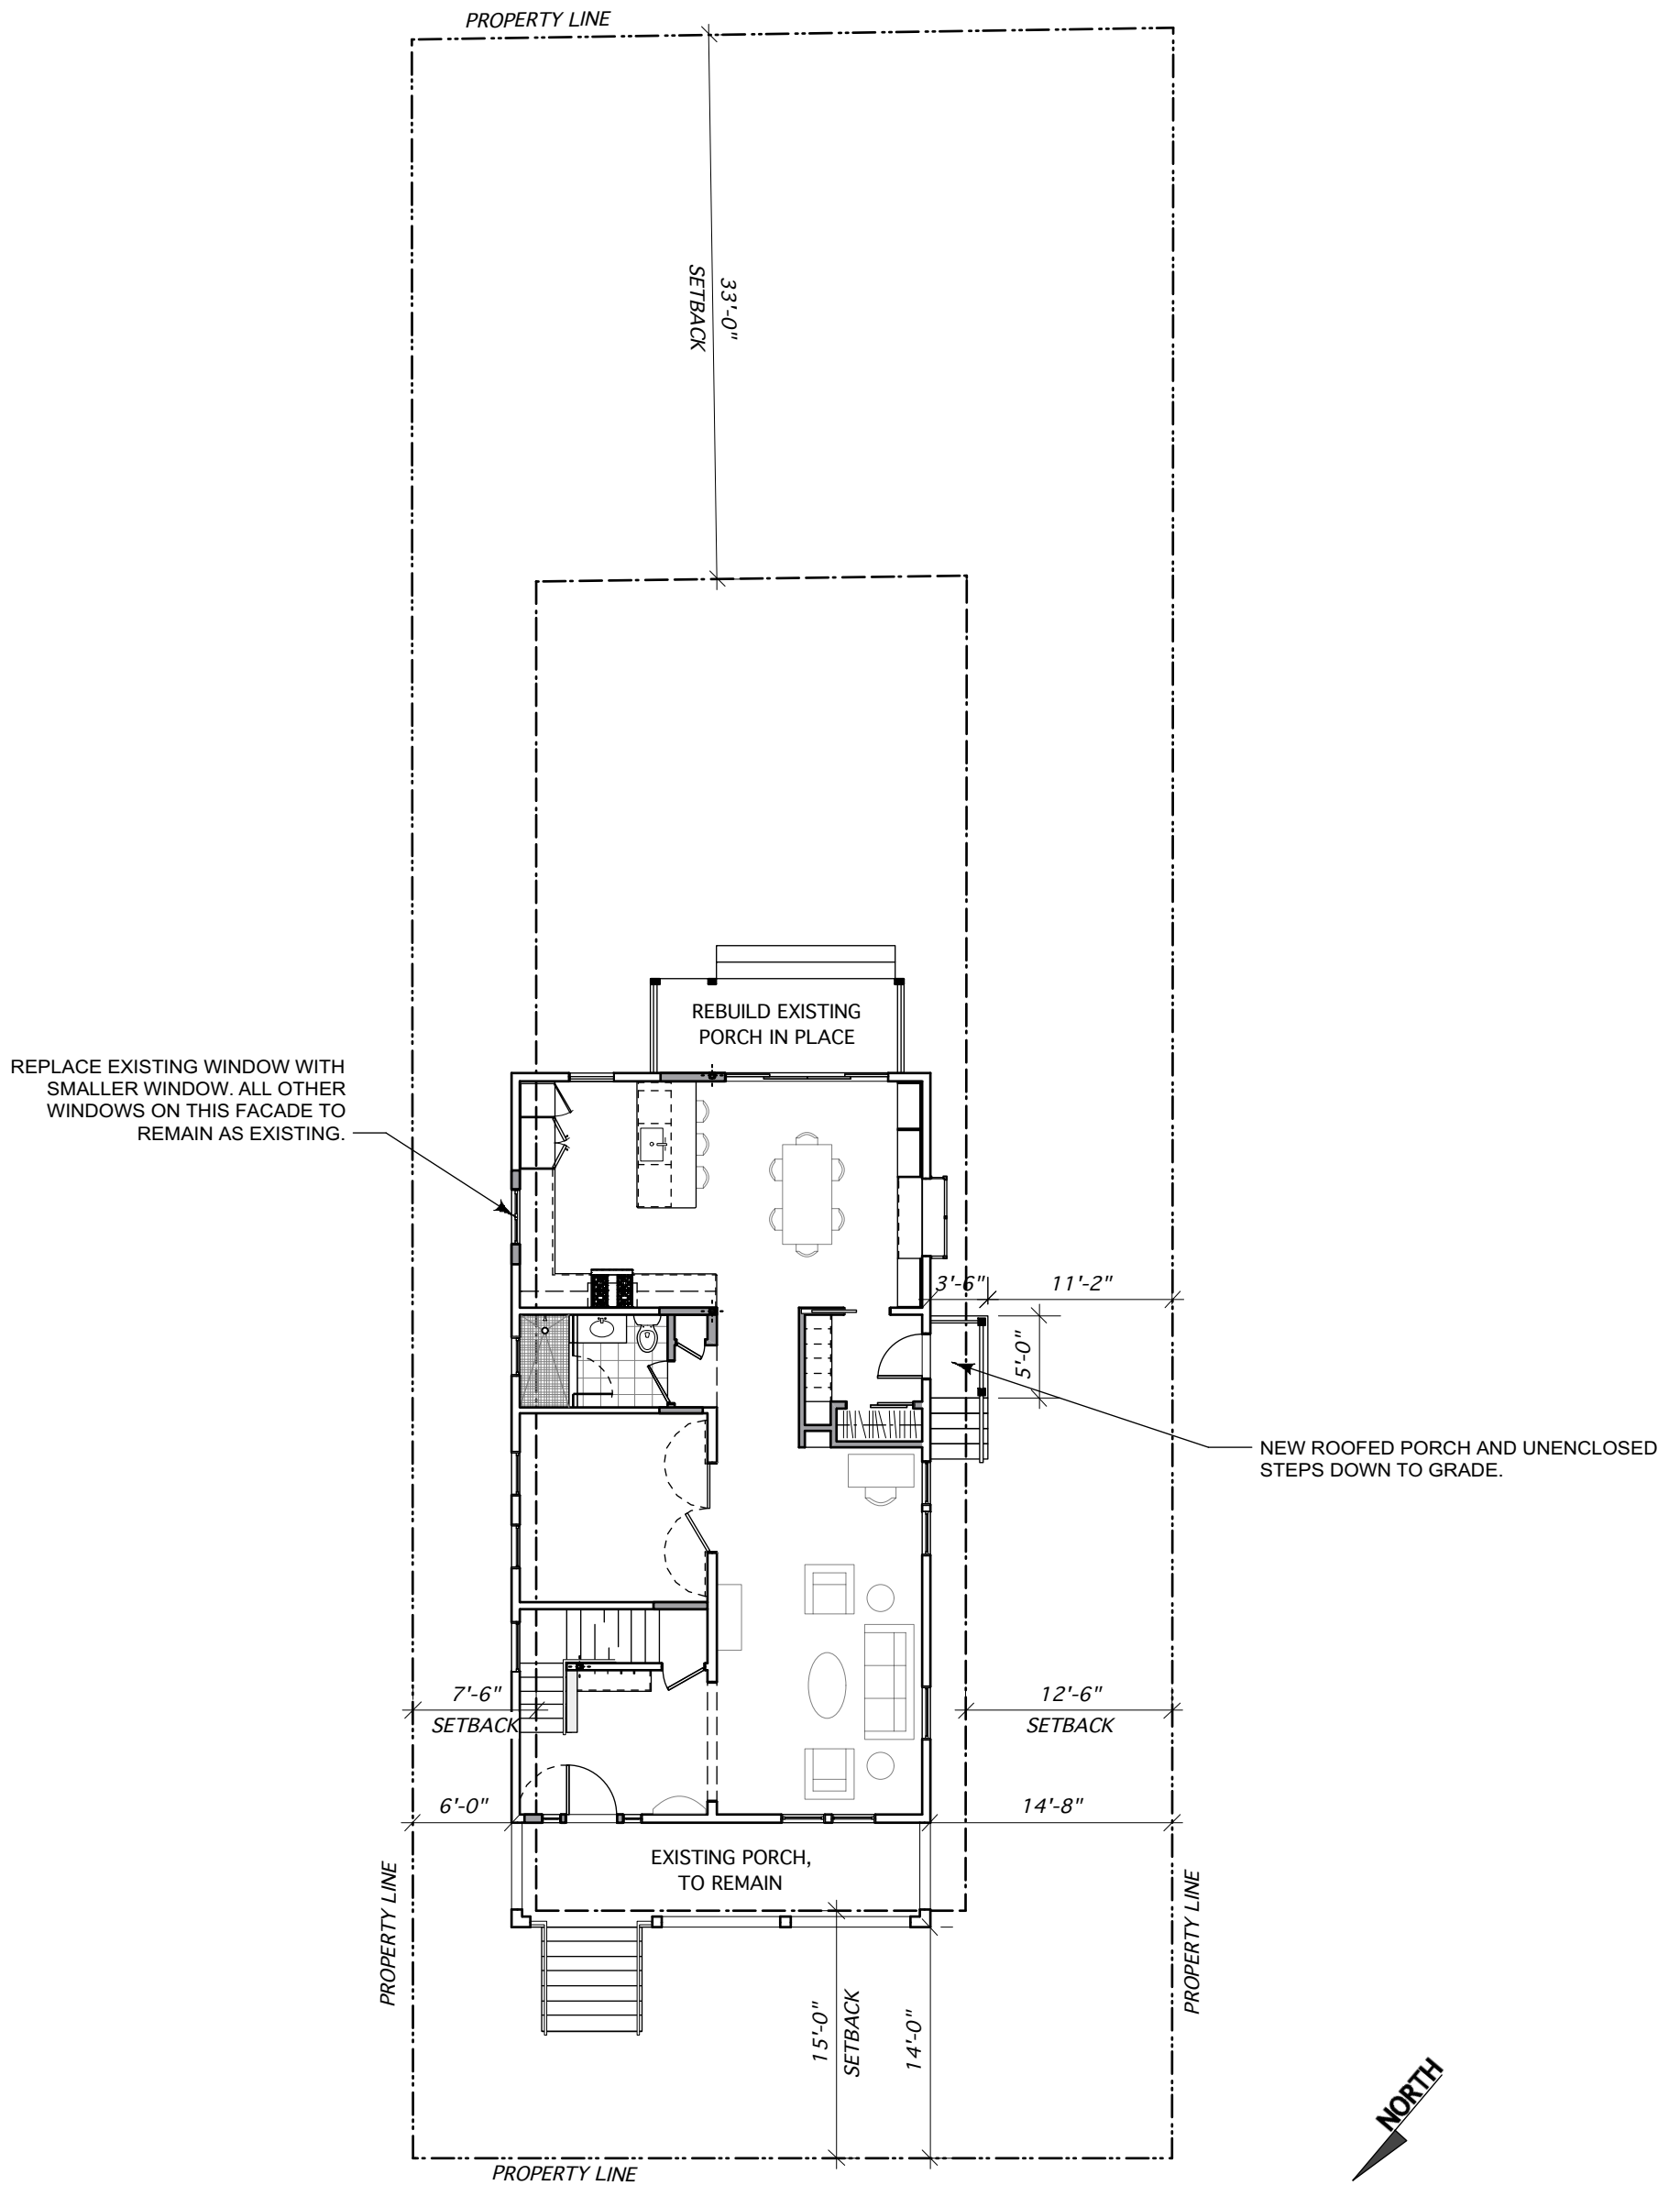 PROPERTY LINE
33'-0"
SETBACK
REBUILD EXISTING
PORCH IN PLACE
REPLACE EXISTING WINDOW WITH
SMALLER WINDOW. ALL OTHER
WINDOWS ON THIS FACADE TO
REMAIN AS EXISTING.
3'-6"
11'-2"
5'-0"
NEW ROOFED PORCH AND UNENCLOSED
STEPS DOWN TO GRADE.
7'-6"
SETBACK
12'-6"
SETBACK
6'-0"
14'-8"
EXISTING PORCH,
TO REMAIN
PROPERTY LINE
PROPERTY LINE
15'-0"
SETBACK
14'-0"
NORTH
PROPERTY LINE